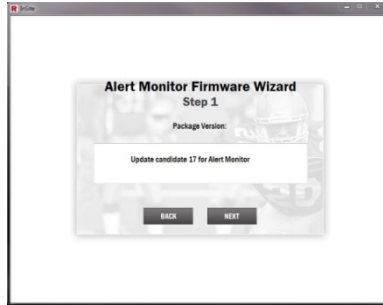 R InSite
Alert Monitor Firmware Wizard
Step 1
Package Version:
Update candidate 17 for Alert Monitor
BACK NEXT